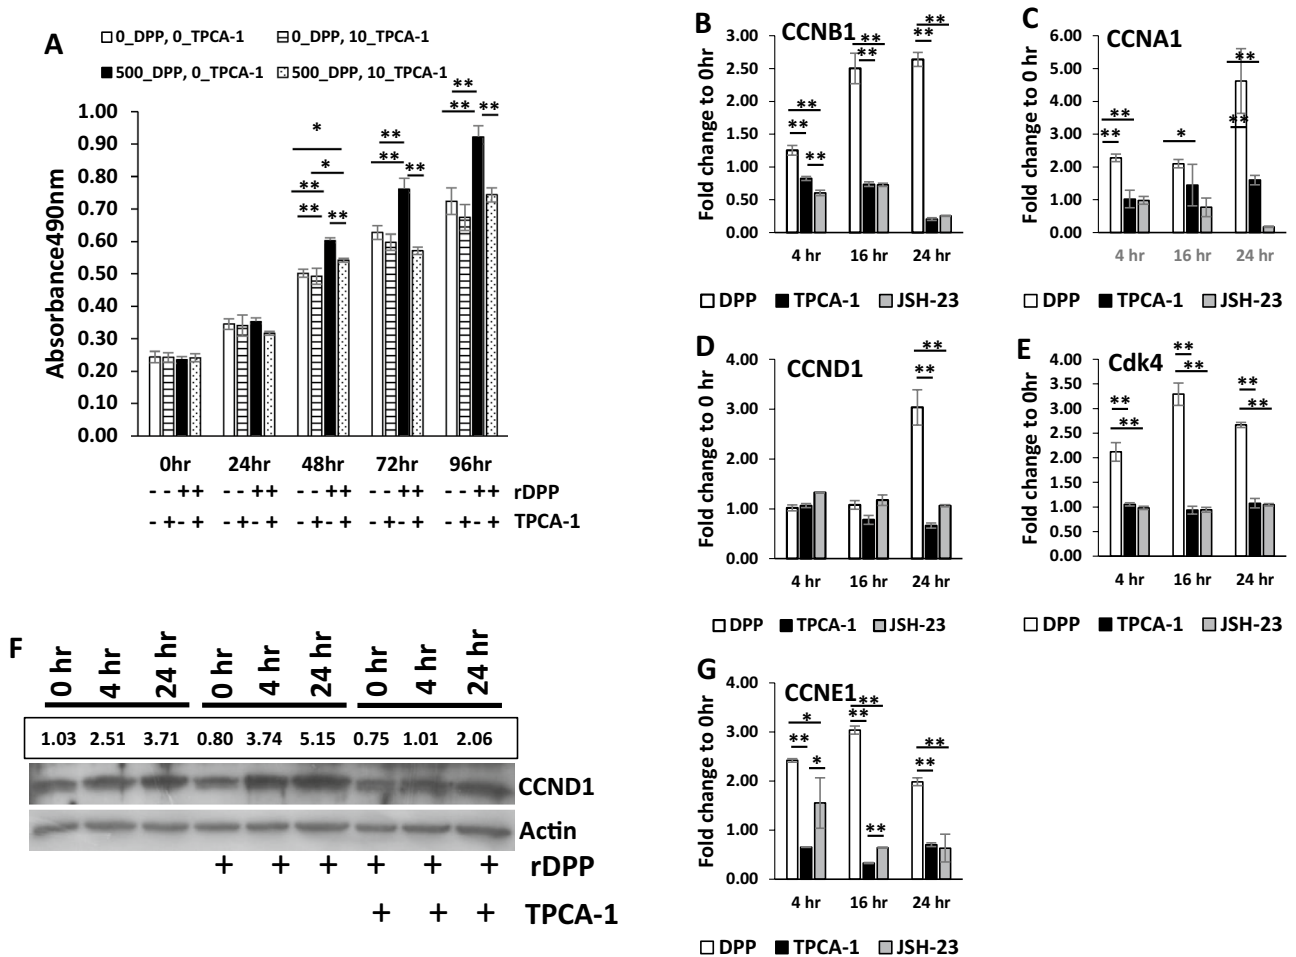 A
0_DPP, 0_TPCA-1
0_DPP, 10_TPCA-1
500_DPP, 0_TPCA-1
500_DPP, 10_TPCA-1
Absorbance490nm
1.00
0.90
0.80
0.70
0.60
0.50
0.40
0.30
0.20
0.10
0.00
** ** **
** ** **
* * ** ** **
0hr 24hr 48hr 72hr 96hr
- - + + - - + + - - + + - - + + - - + + rDPP
- + - + - + - + - + - + - + - + - + - + TPCA-1
B
CCNB1
Fold change to 0 hr
3.00
2.50
2.00
1.50
1.00
0.50
0.00
** ** ** ** ** ** **
4 hr 16 hr 24 hr
DPP TPCA-1 JSH-23
C
CCNA1
Fold change to 0hr
6.00
5.00
4.00
3.00
2.00
1.00
0.00
** ** * ** **
4 hr 16 hr 24 hr
DPP TPCA-1 JSH-23
D
CCND1
Fold change to 0 hr
4.00
3.00
2.00
1.00
0.00
** **
4 hr 16 hr 24 hr
DPP TPCA-1 JSH-23
E
Cdk4
Fold change to 0hr
4.00
3.50
3.00
2.50
2.00
1.50
1.00
0.50
0.00
** ** ** ** ** **
4 hr 16 hr 24 hr
DPP TPCA-1 JSH-23
F
0 hr 4 hr 24 hr 0 hr 4 hr 24 hr 0 hr 4 hr 24 hr
1.03 2.51 3.71 0.80 3.74 5.15 0.75 1.01 2.06
CCND1
Actin
+ + + + + + rDPP
+ + + TPCA-1
G
CCNE1
Fold change to 0hr
4.00
3.00
2.00
1.00
0.00
* ** * ** ** ** ** **
4 hr 16 hr 24 hr
DPP TPCA-1 JSH-23